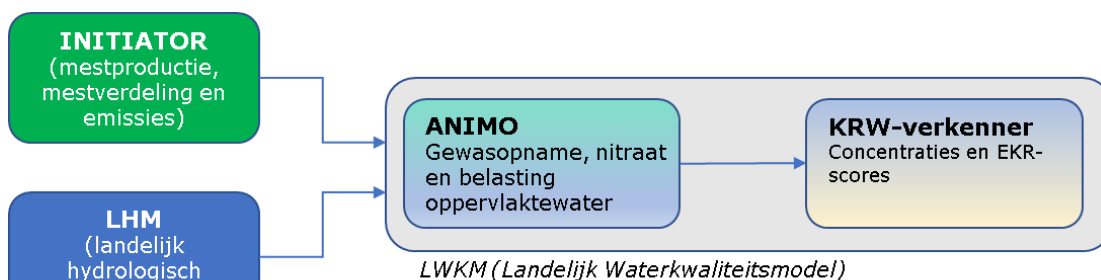 INITIATOR
(mestproductie,
mestverdeling en
emissies)
LHM
(landelijk
hydrologisch
ANIMO
Gewasopname, nitraat
en belasting
oppervlaktewater
KRW-verkenner
Concentraties en EKR-
scores
LWKM (Landelijk Waterkwaliteitsmodel)